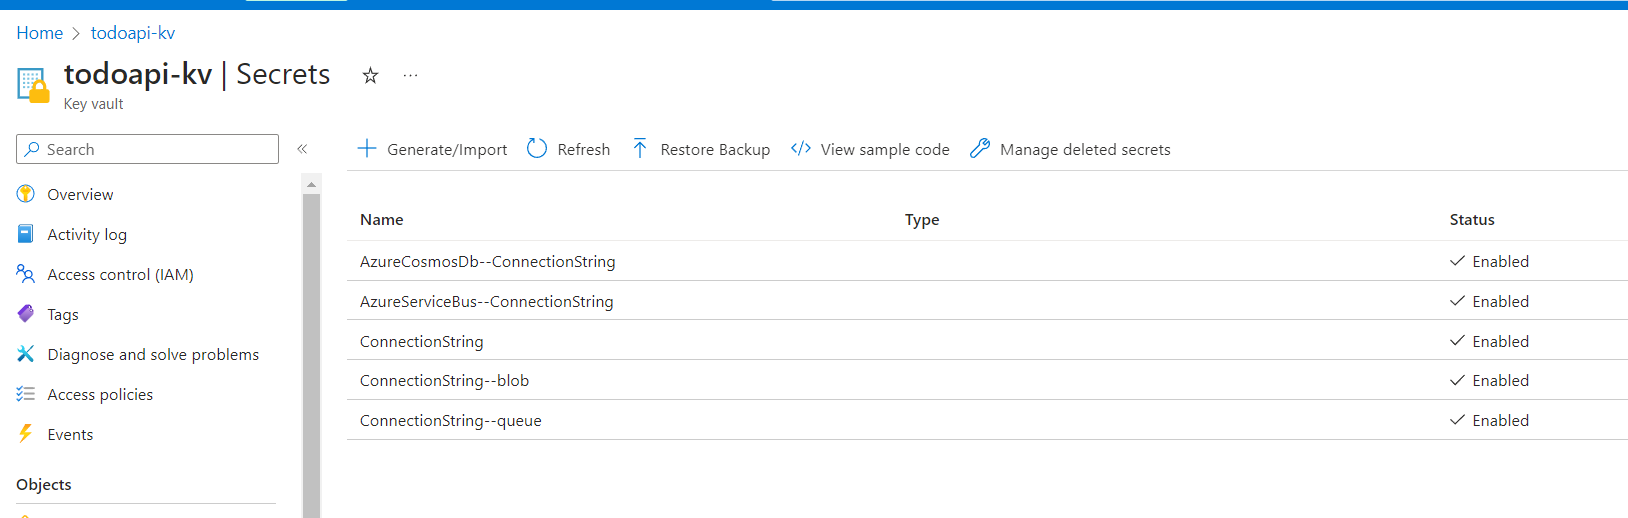 Home > todoapi-kv
todoapi-kv | Secrets ...
Key vault
Search
Overview
Activity log
Access control (IAM)
Tags
Diagnose and solve problems
Access policies
Events
Objects
Generate/Import Refresh Restore Backup View sample code Manage deleted secrets
Name Type Status
AzureCosmosDb--ConnectionString Enabled
AzureServiceBus--ConnectionString Enabled
ConnectionString Enabled
ConnectionString--blob Enabled
ConnectionString--queue Enabled